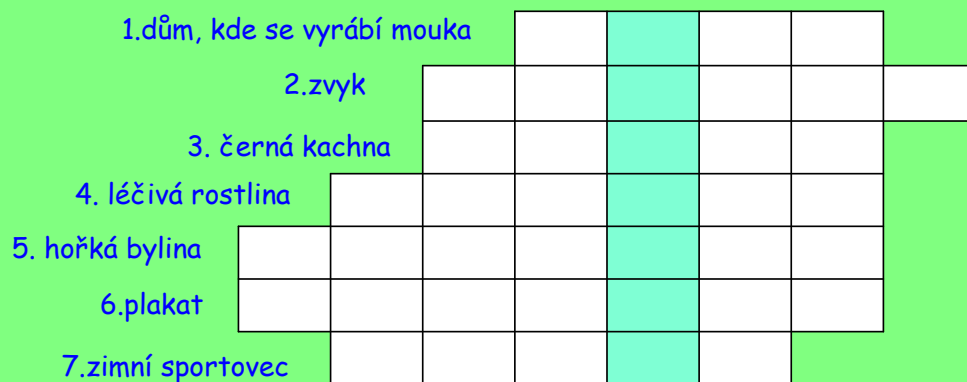 1.dům, kde se vyrábí mouka
2.zvyk
3. černá kachna
4. léčivá rostlina
5. hořká bylina
6.plakat
7.zimní sportovec